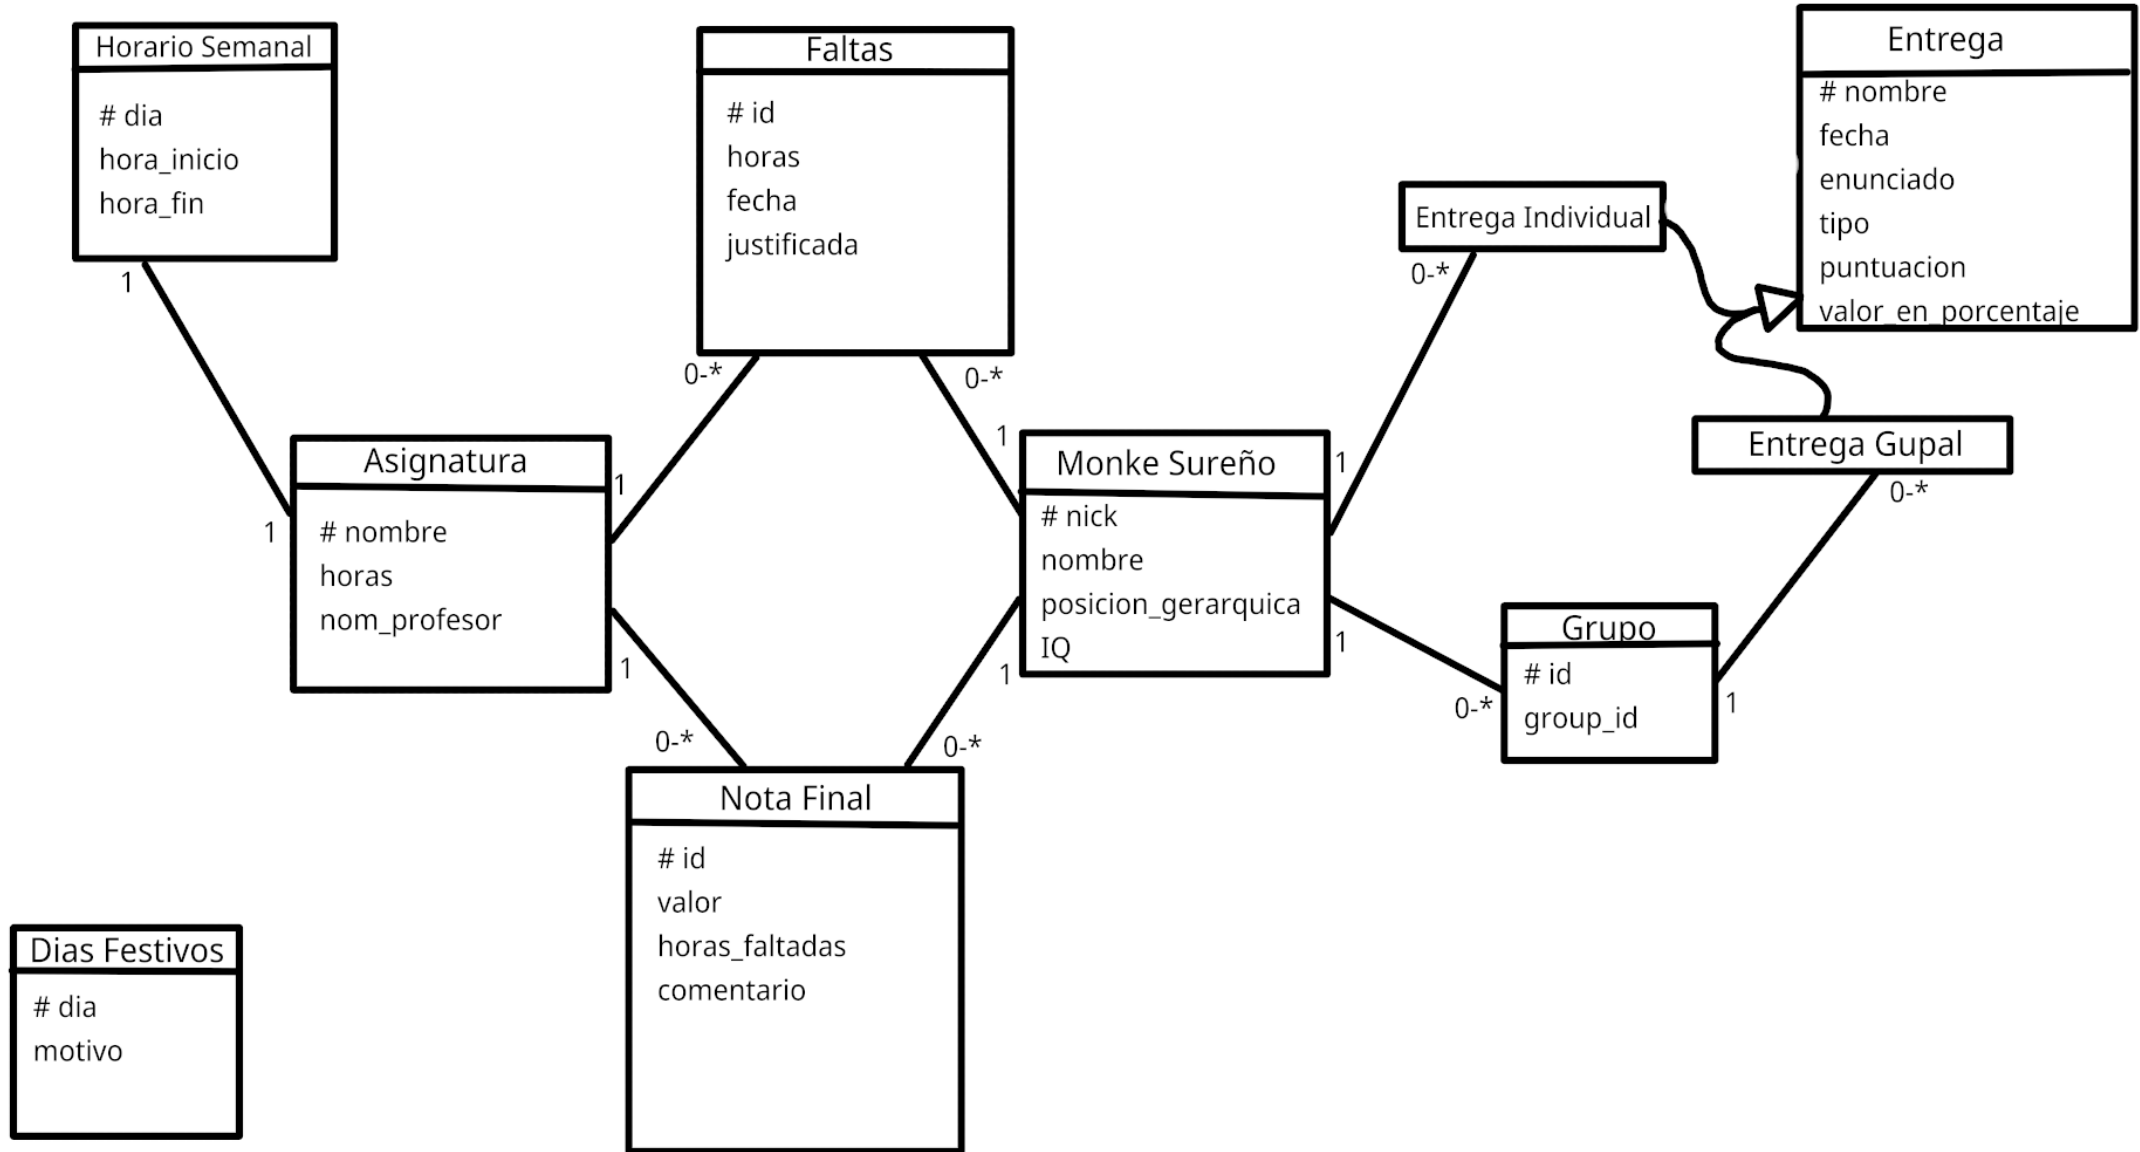 Horario Semanal
# dia
hora_inicio
hora_fin
1
Faltas
# id
horas
fecha
justificada
0-*
0-*
Entrega
# nombre
fecha
enunciado
tipo
puntuacion
valor_en_porcentaje
Entrega Individual
0-*
Entrega Gupal
0-*
Asignatura
# nombre
horas
nom_profesor
1
1
1
Monke Sureño
# nick
nombre
posicion_gerarquica
IQ
1
1
1
1
Grupo
# id
group_id
0-*
1
Nota Final
# id
valor
horas_faltadas
comentario
0-*
0-*
Dias Festivos
# dia
motivo